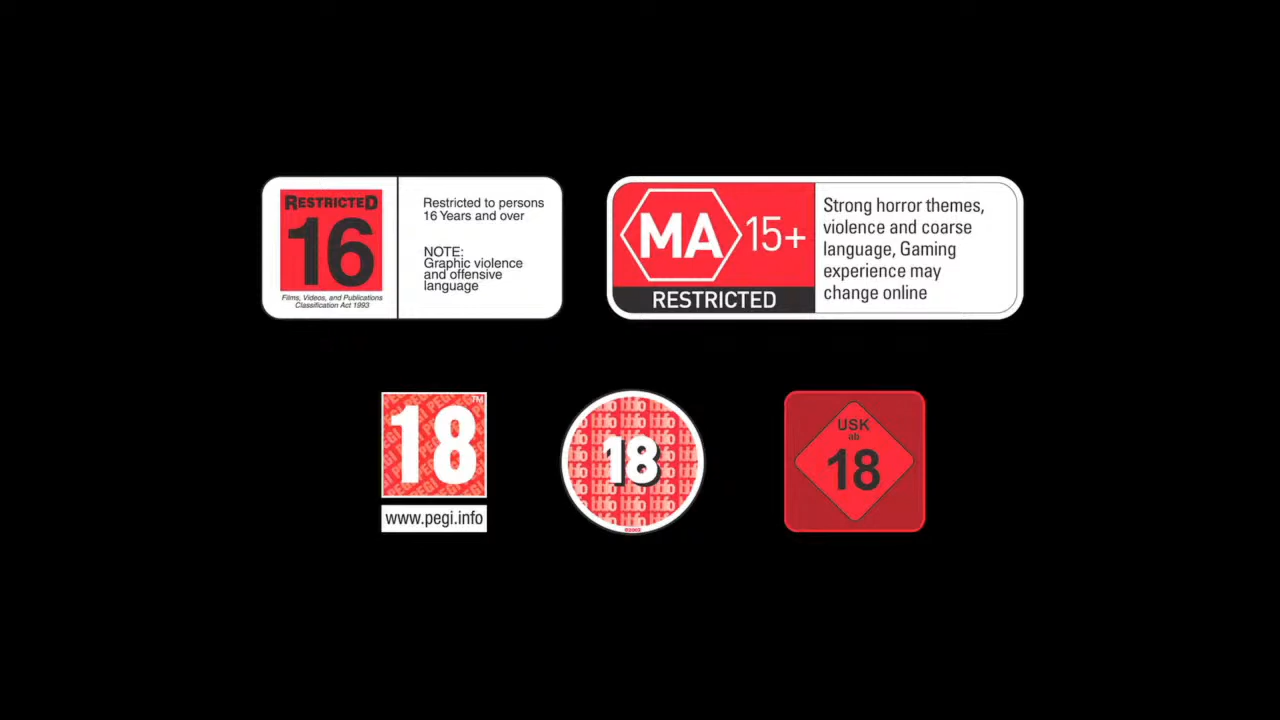 RESTRICTED
16
Films, Videos, and Publications
Classification Act 1993
Restricted to persons
16 Years and over
NOTE:
Graphic violence
and offensive
language
MA 15+
RESTRICTED
Strong horror themes,
violence and coarse
language, Gaming
experience may
change online
18
TM
www.pegi.info
18
USK
ab
18